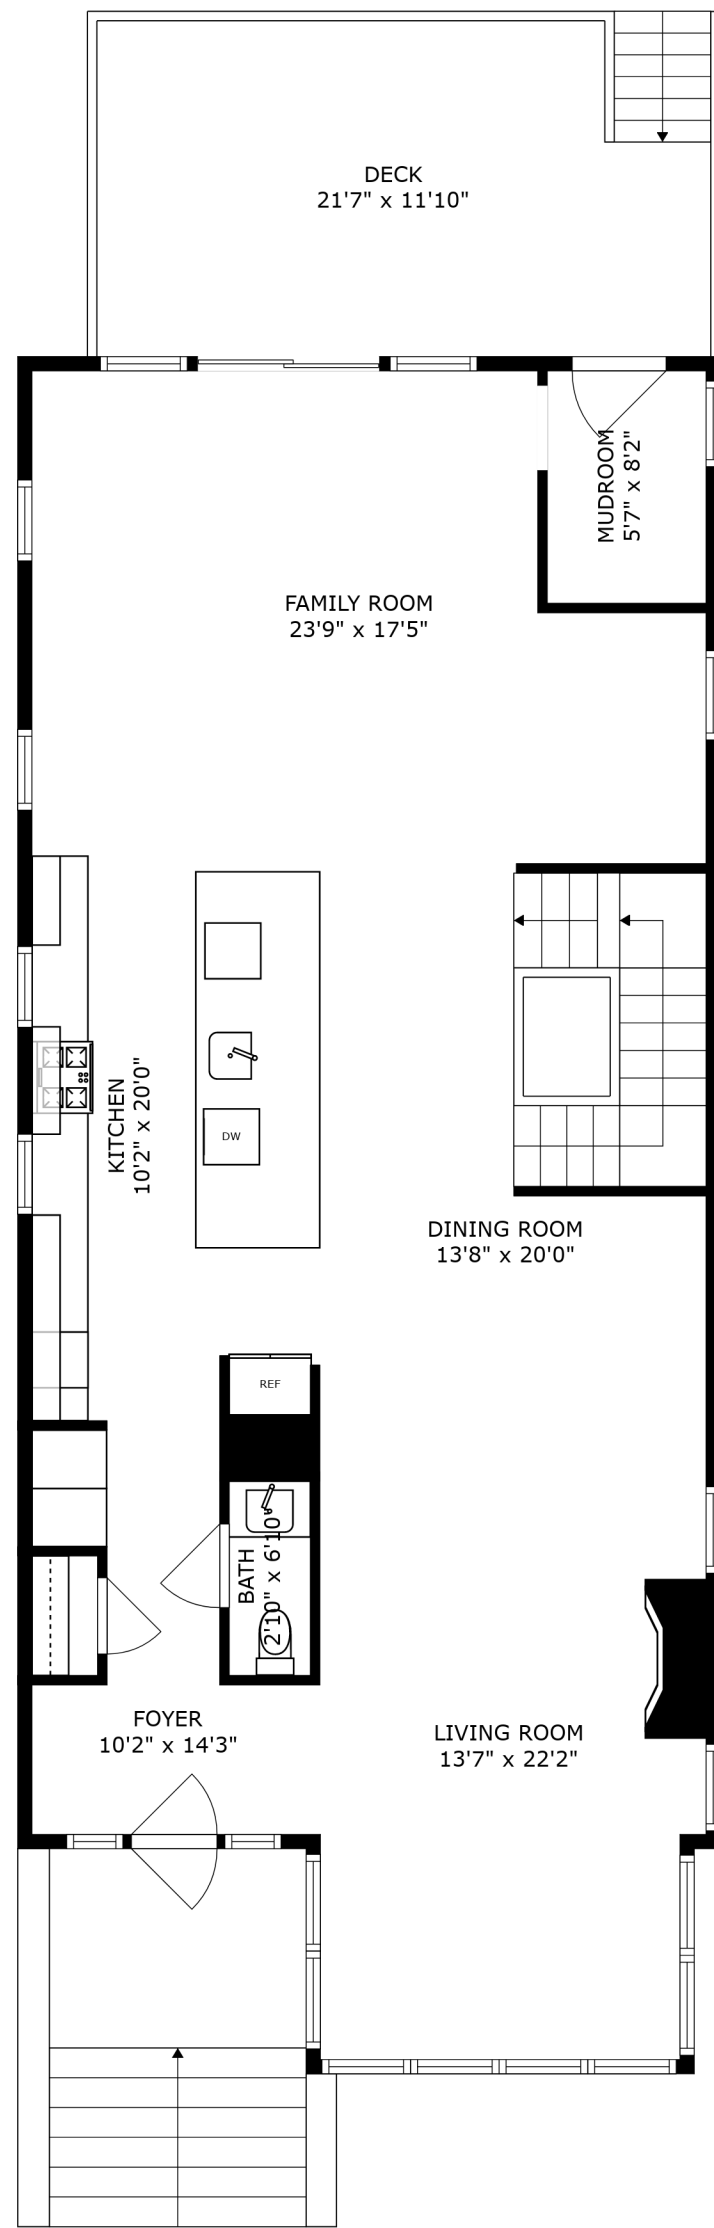 DECK
21'7" x 11'10"
MUDROOM
5'7" x 8'2"
FAMILY ROOM
23'9" x 17'5"
KITCHEN
10'2" x 20'0"
DW
DINING ROOM
13'8" x 20'0"
REF
BATH
2'10" x 6'10"
FOYER
10'2" x 14'3"
LIVING ROOM
13'7" x 22'2"